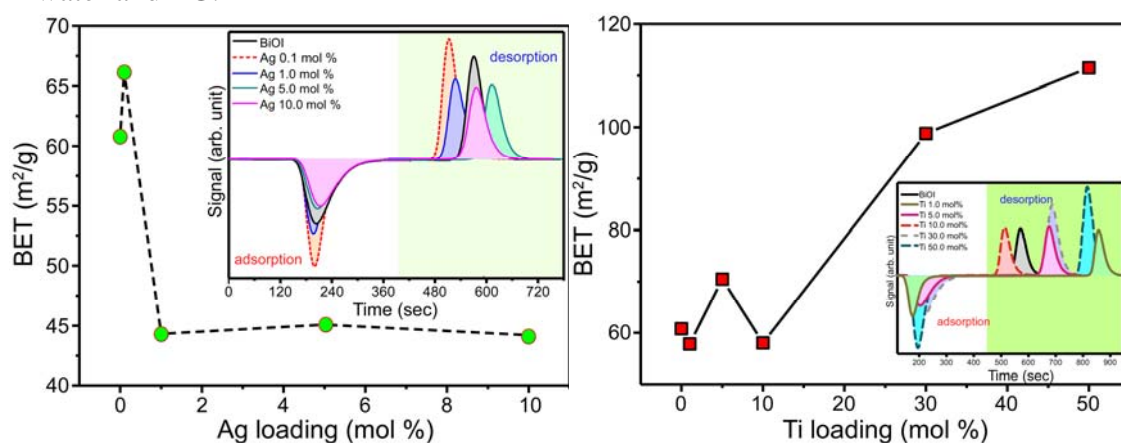 70
65
60
55
50
45
40
BET (m²/g)
0 2 4 6 8 10
Ag loading (mol %)
BiOI
Ag 0.1 mol %
Ag 1.0 mol %
Ag 5.0 mol %
Ag 10.0 mol %
desorption
adsorption
Signal (arb. unit)
0 120 240 360 480 600 720
Time (sec)
120
100
80
60
BET (m²/g)
0 10 20 30 40 50
Ti loading (mol %)
BiOI
Ti 1.0 mol%
Ti 5.0 mol%
Ti 10.0 mol%
Ti 30.0 mol%
Ti 50.0 mol%
desorption
adsorption
Signal (arb. unit)
200 300 400 500 600 700 800 900
Time (sec)